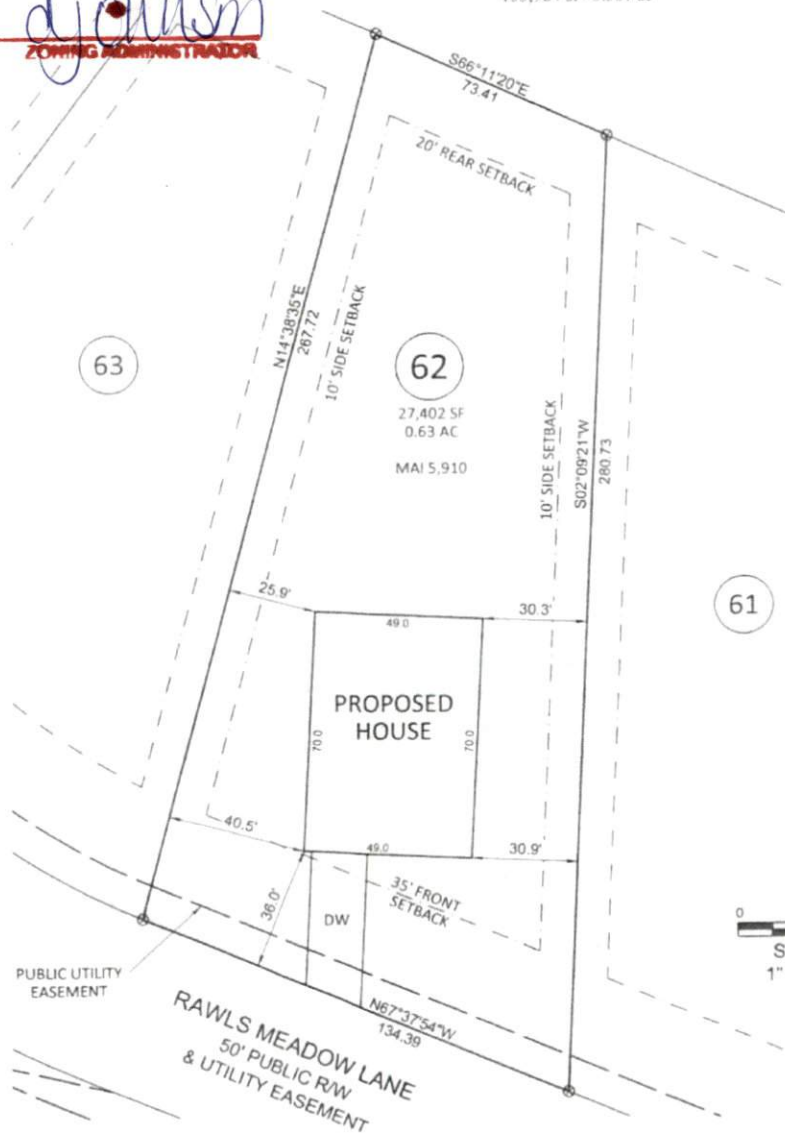 ZONING ADMINISTRATOR
S66°11'20"E
73.41
20' REAR SETBACK
N14°38'35"E
267.72
10' SIDE SETBACK
63
62
27,402 SF
0.63 AC
MAI 5,910
10' SIDE SETBACK
S02°09'21"W
280.73
61
25.9'
49.0
30.3'
PROPOSED
HOUSE
70.0
70.0
40.5'
49.0
30.9'
36.0'
DW
35' FRONT
SETBACK
0
S
1"
PUBLIC UTILITY
EASEMENT
N67°37'54"W
134.39
RAWLS MEADOW LANE
50' PUBLIC R/W
& UTILITY EASEMENT